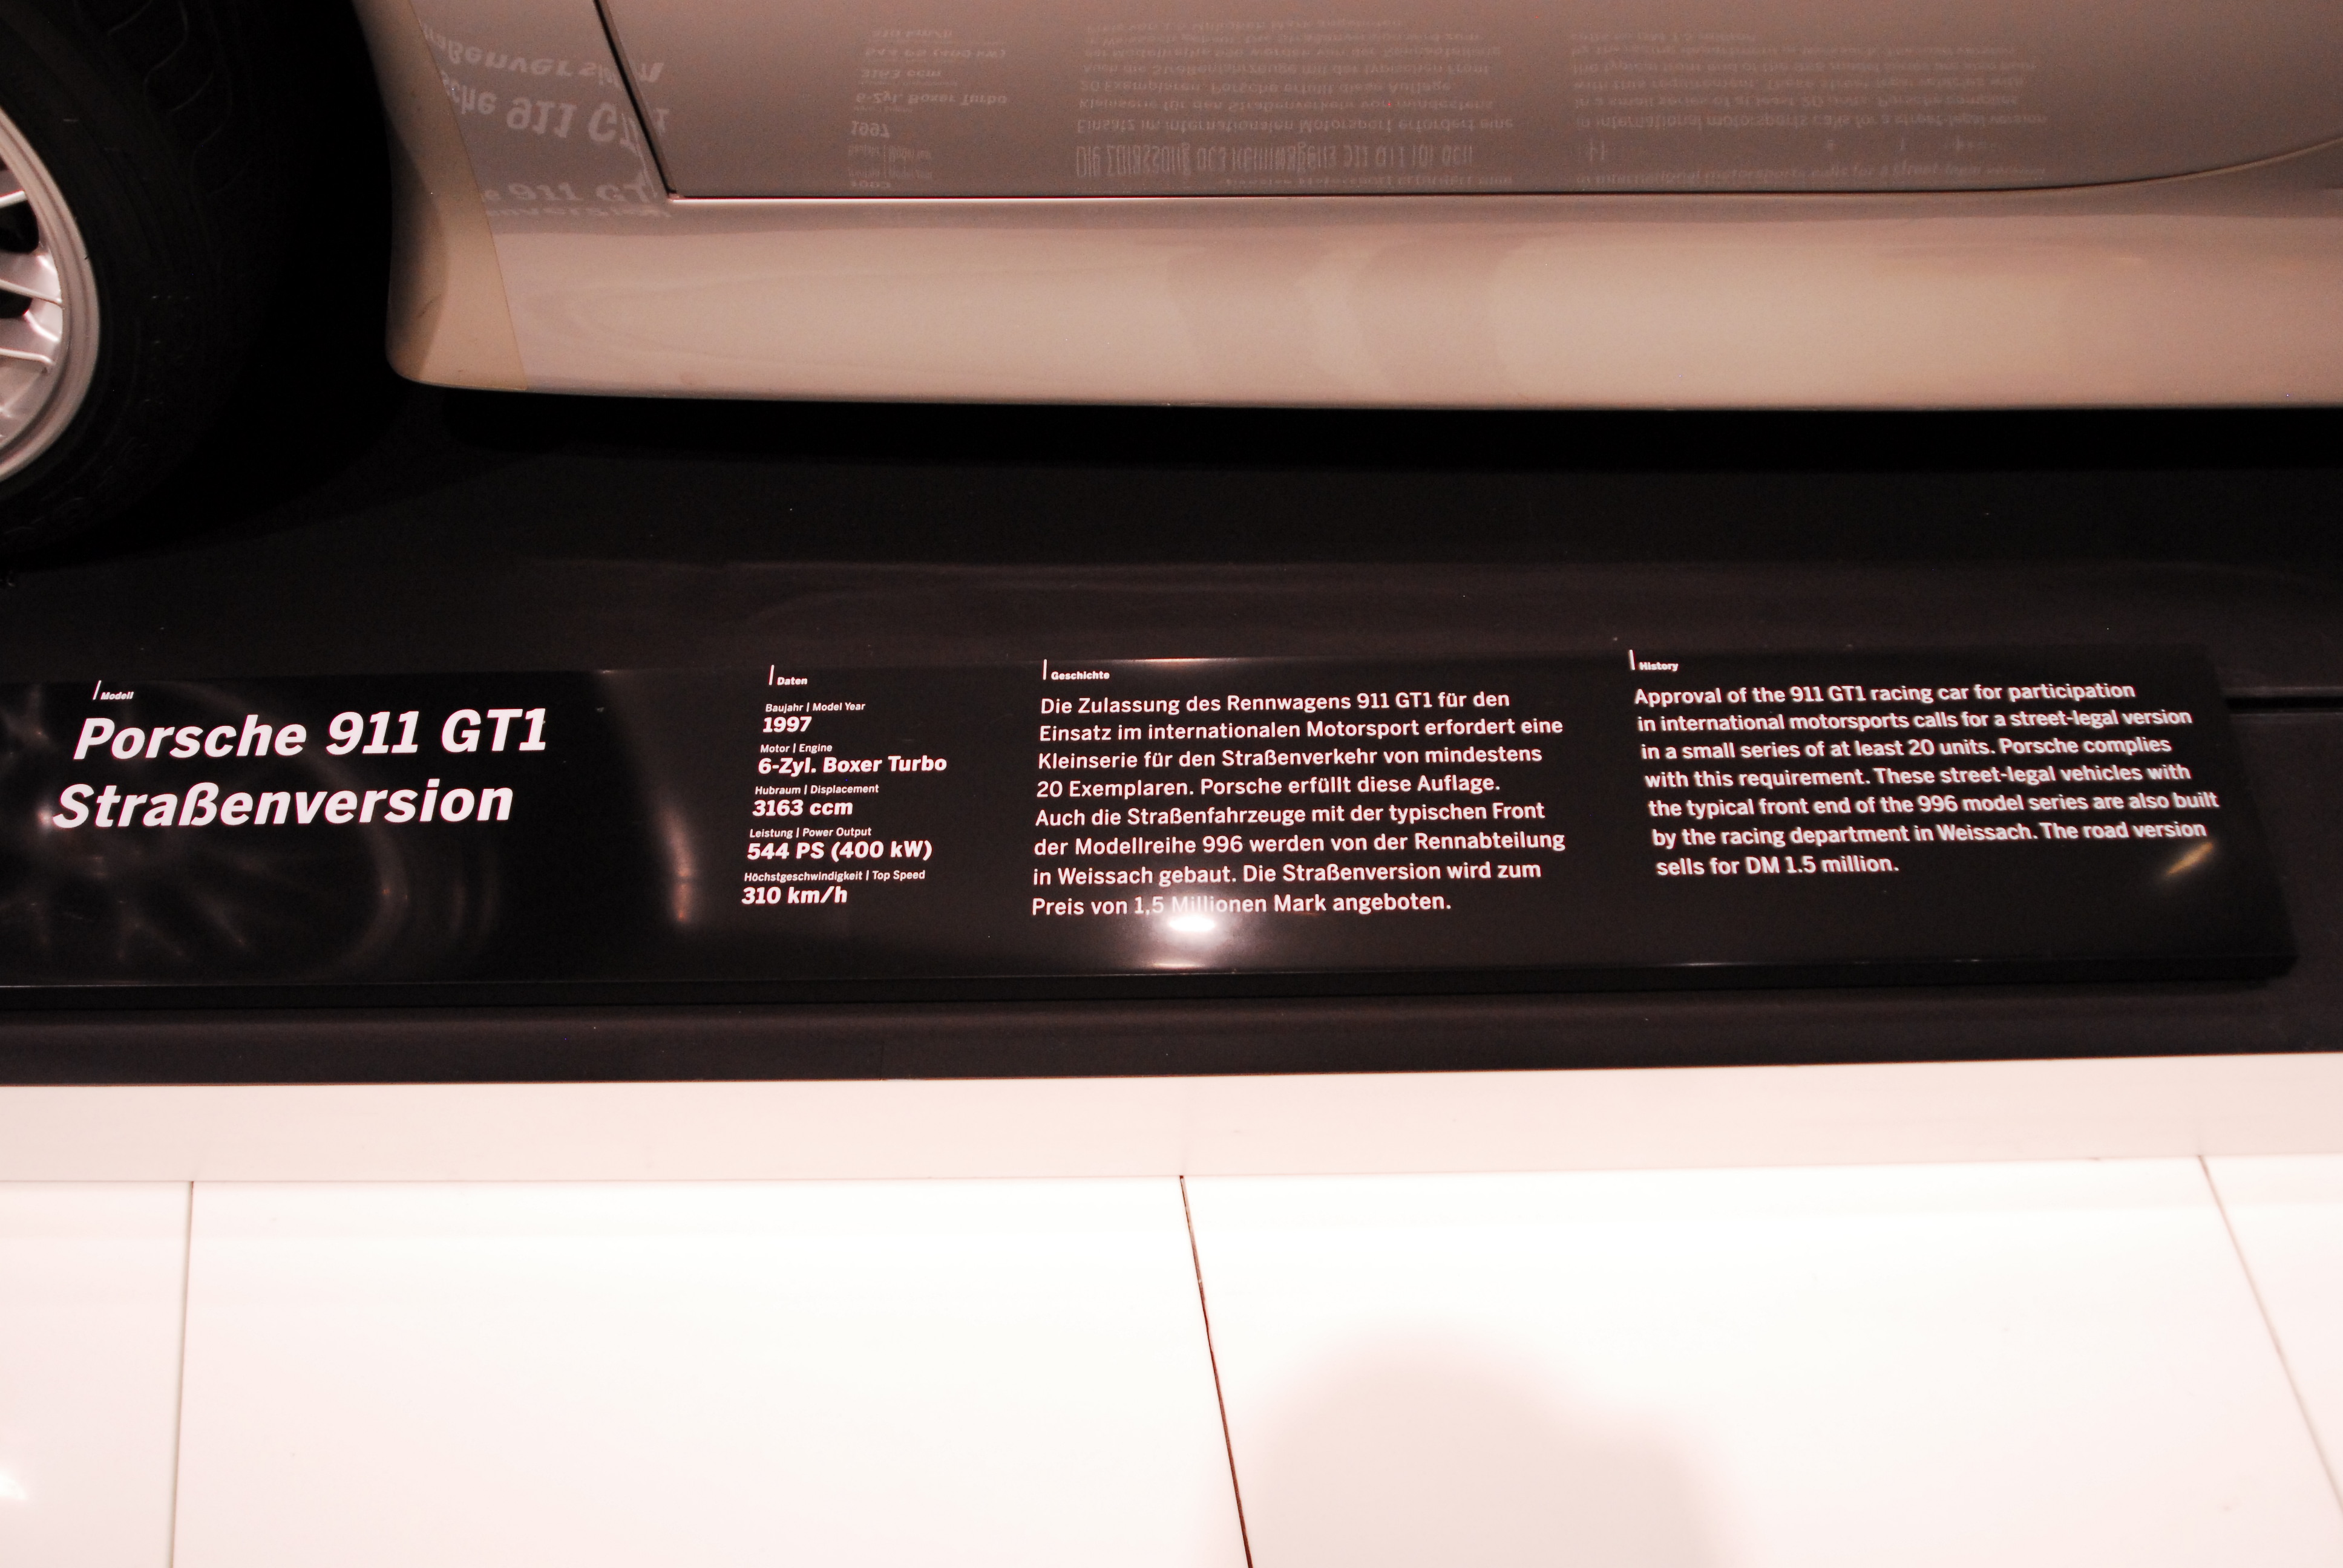 Modell
Porsche 911 GT1
Straßenversion
Daten
Baujahr | Model Year
1997
Motor | Engine
6-Zyl. Boxer Turbo
Hubraum | Displacement
3163 ccm
Leistung | Power Output
544 PS (400 kW)
Höchstgeschwindigkeit | Top Speed
310 km/h
Geschichte
Die Zulassung des Rennwagens 911 GT1 für den
Einsatz im internationalen Motorsport erfordert eine
Kleinserie für den Straßenverkehr von mindestens
20 Exemplaren. Porsche erfüllt diese Auflage.
Auch die Straßenfahrzeuge mit der typischen Front
der Modellreihe 996 werden von der Rennabteilung
in Weissach gebaut. Die Straßenversion wird zum
Preis von 1,5 Millionen Mark angeboten.
History
Approval of the 911 GT1 racing car for participation
in international motorsports calls for a street-legal version
in a small series of at least 20 units. Porsche complies
with this requirement. These street-legal vehicles with
the typical front end of the 996 model series are also built
by the racing department in Weissach. The road version
sells for DM 1.5 million.